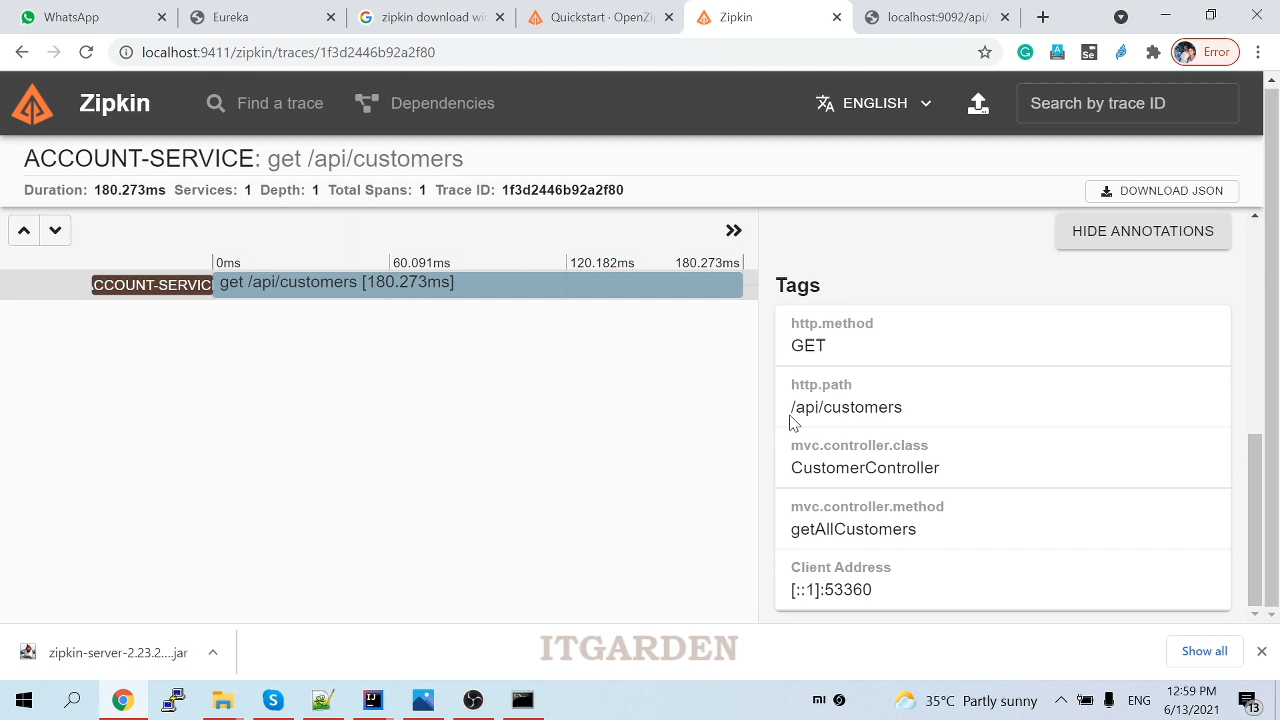 WhatsApp
Eureka
zipkin download wi
Quickstart - OpenZi
Zipkin
localhost:9092/api/
localhost:9411/zipkin/traces/1f3d2446b92a2f80
Error
Zipkin
Find a trace
Dependencies
ENGLISH
Search by trace ID
ACCOUNT-SERVICE: get /api/customers
Duration: 180.273ms Services: 1 Depth: 1 Total Spans: 1 Trace ID: 1f3d2446b92a2f80
DOWNLOAD JSON
HIDE ANNOTATIONS
0ms
60.091ms
120.182ms
180.273ms
CCOUNT-SERVIC
get /api/customers [180.273ms]
Tags
http.method
GET
http.path
/api/customers
mvc.controller.class
CustomerController
mvc.controller.method
getAllCustomers
Client Address
[::1]:53360
zipkin-server-2.23.2....jar
ITGARDEN
Show all
35°C Partly sunny
ENG
12:59 PM
6/13/2021
13